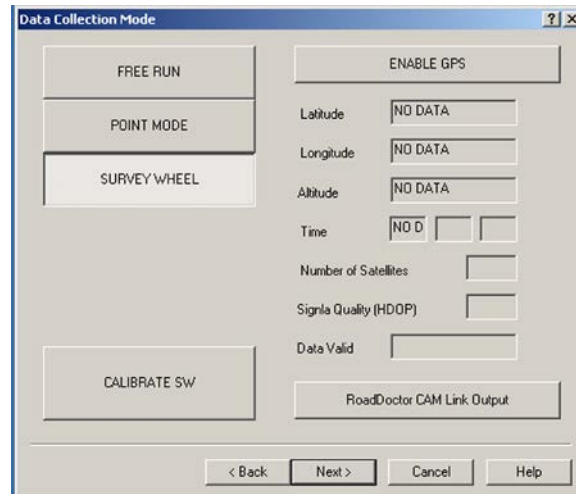 Data Collection Mode
FREE RUN
POINT MODE
SURVEY WHEEL
CALIBRATE SW
ENABLE GPS
Latitude NO DATA
Longitude NO DATA
Altitude NO DATA
Time NO D
Number of Satellites
Signla Quality (HDOP)
Data Valid
RoadDoctor CAM Link Output
< Back Next > Cancel Help